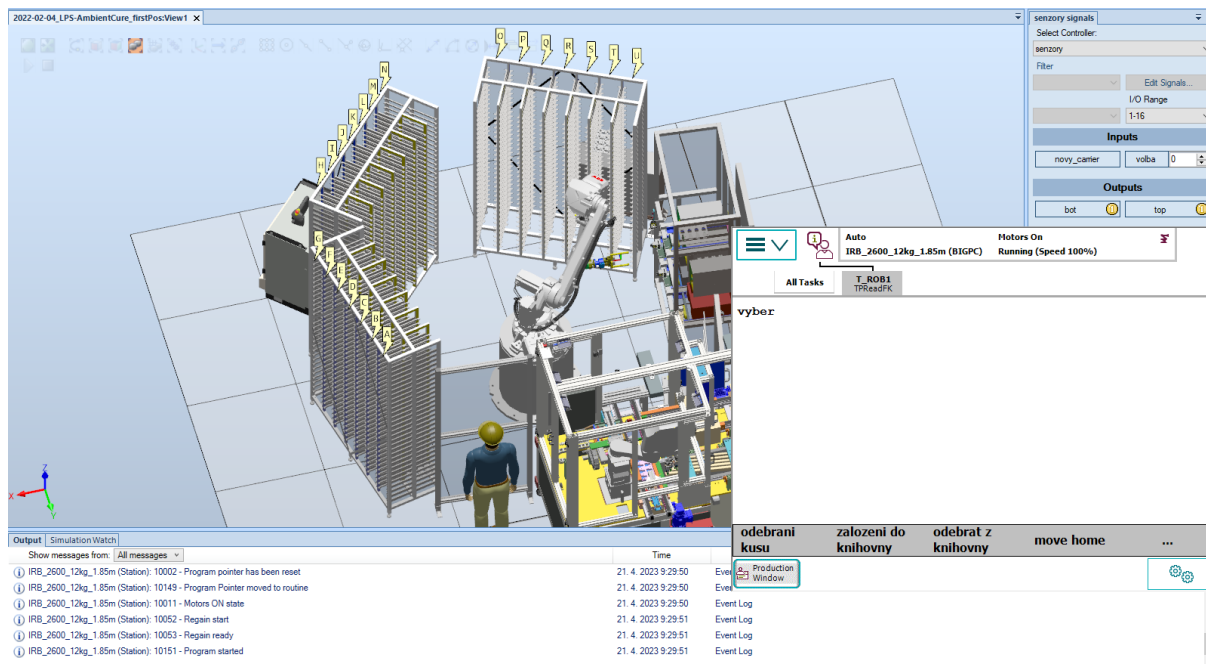 2022-02-04_LPS-AmbientCure_firstPos:View1
senzory signals
Select Controller:
senzory
Filter
Edit Signals...
I/O Range
1-16
Inputs
novy_carrier
volba
0
Outputs
bot
top
O
P
Q
R
S
T
U
N
M
L
K
J
I
H
G
F
E
D
C
B
A
Z
X
Y
Auto
Motors On
IRB_2600_12kg_1.85m (BIGPC)
Running (Speed 100%)
All Tasks
T_ROB1
TPReadFK
vyber
odebrani kusu
zalozeni do knihovny
odebrat z knihovny
move home
...
Production Window
Output
Simulation Watch
Show messages from:
All messages
Time
IRB_2600_12kg_1.85m (Station): 10002 - Program pointer has been reset
21. 4. 2023 9:29:50
IRB_2600_12kg_1.85m (Station): 10149 - Program Pointer moved to routine
21. 4. 2023 9:29:50
IRB_2600_12kg_1.85m (Station): 10011 - Motors ON state
21. 4. 2023 9:29:50
Event Log
IRB_2600_12kg_1.85m (Station): 10052 - Regain start
21. 4. 2023 9:29:51
Event Log
IRB_2600_12kg_1.85m (Station): 10053 - Regain ready
21. 4. 2023 9:29:51
Event Log
IRB_2600_12kg_1.85m (Station): 10151 - Program started
21. 4. 2023 9:29:51
Event Log